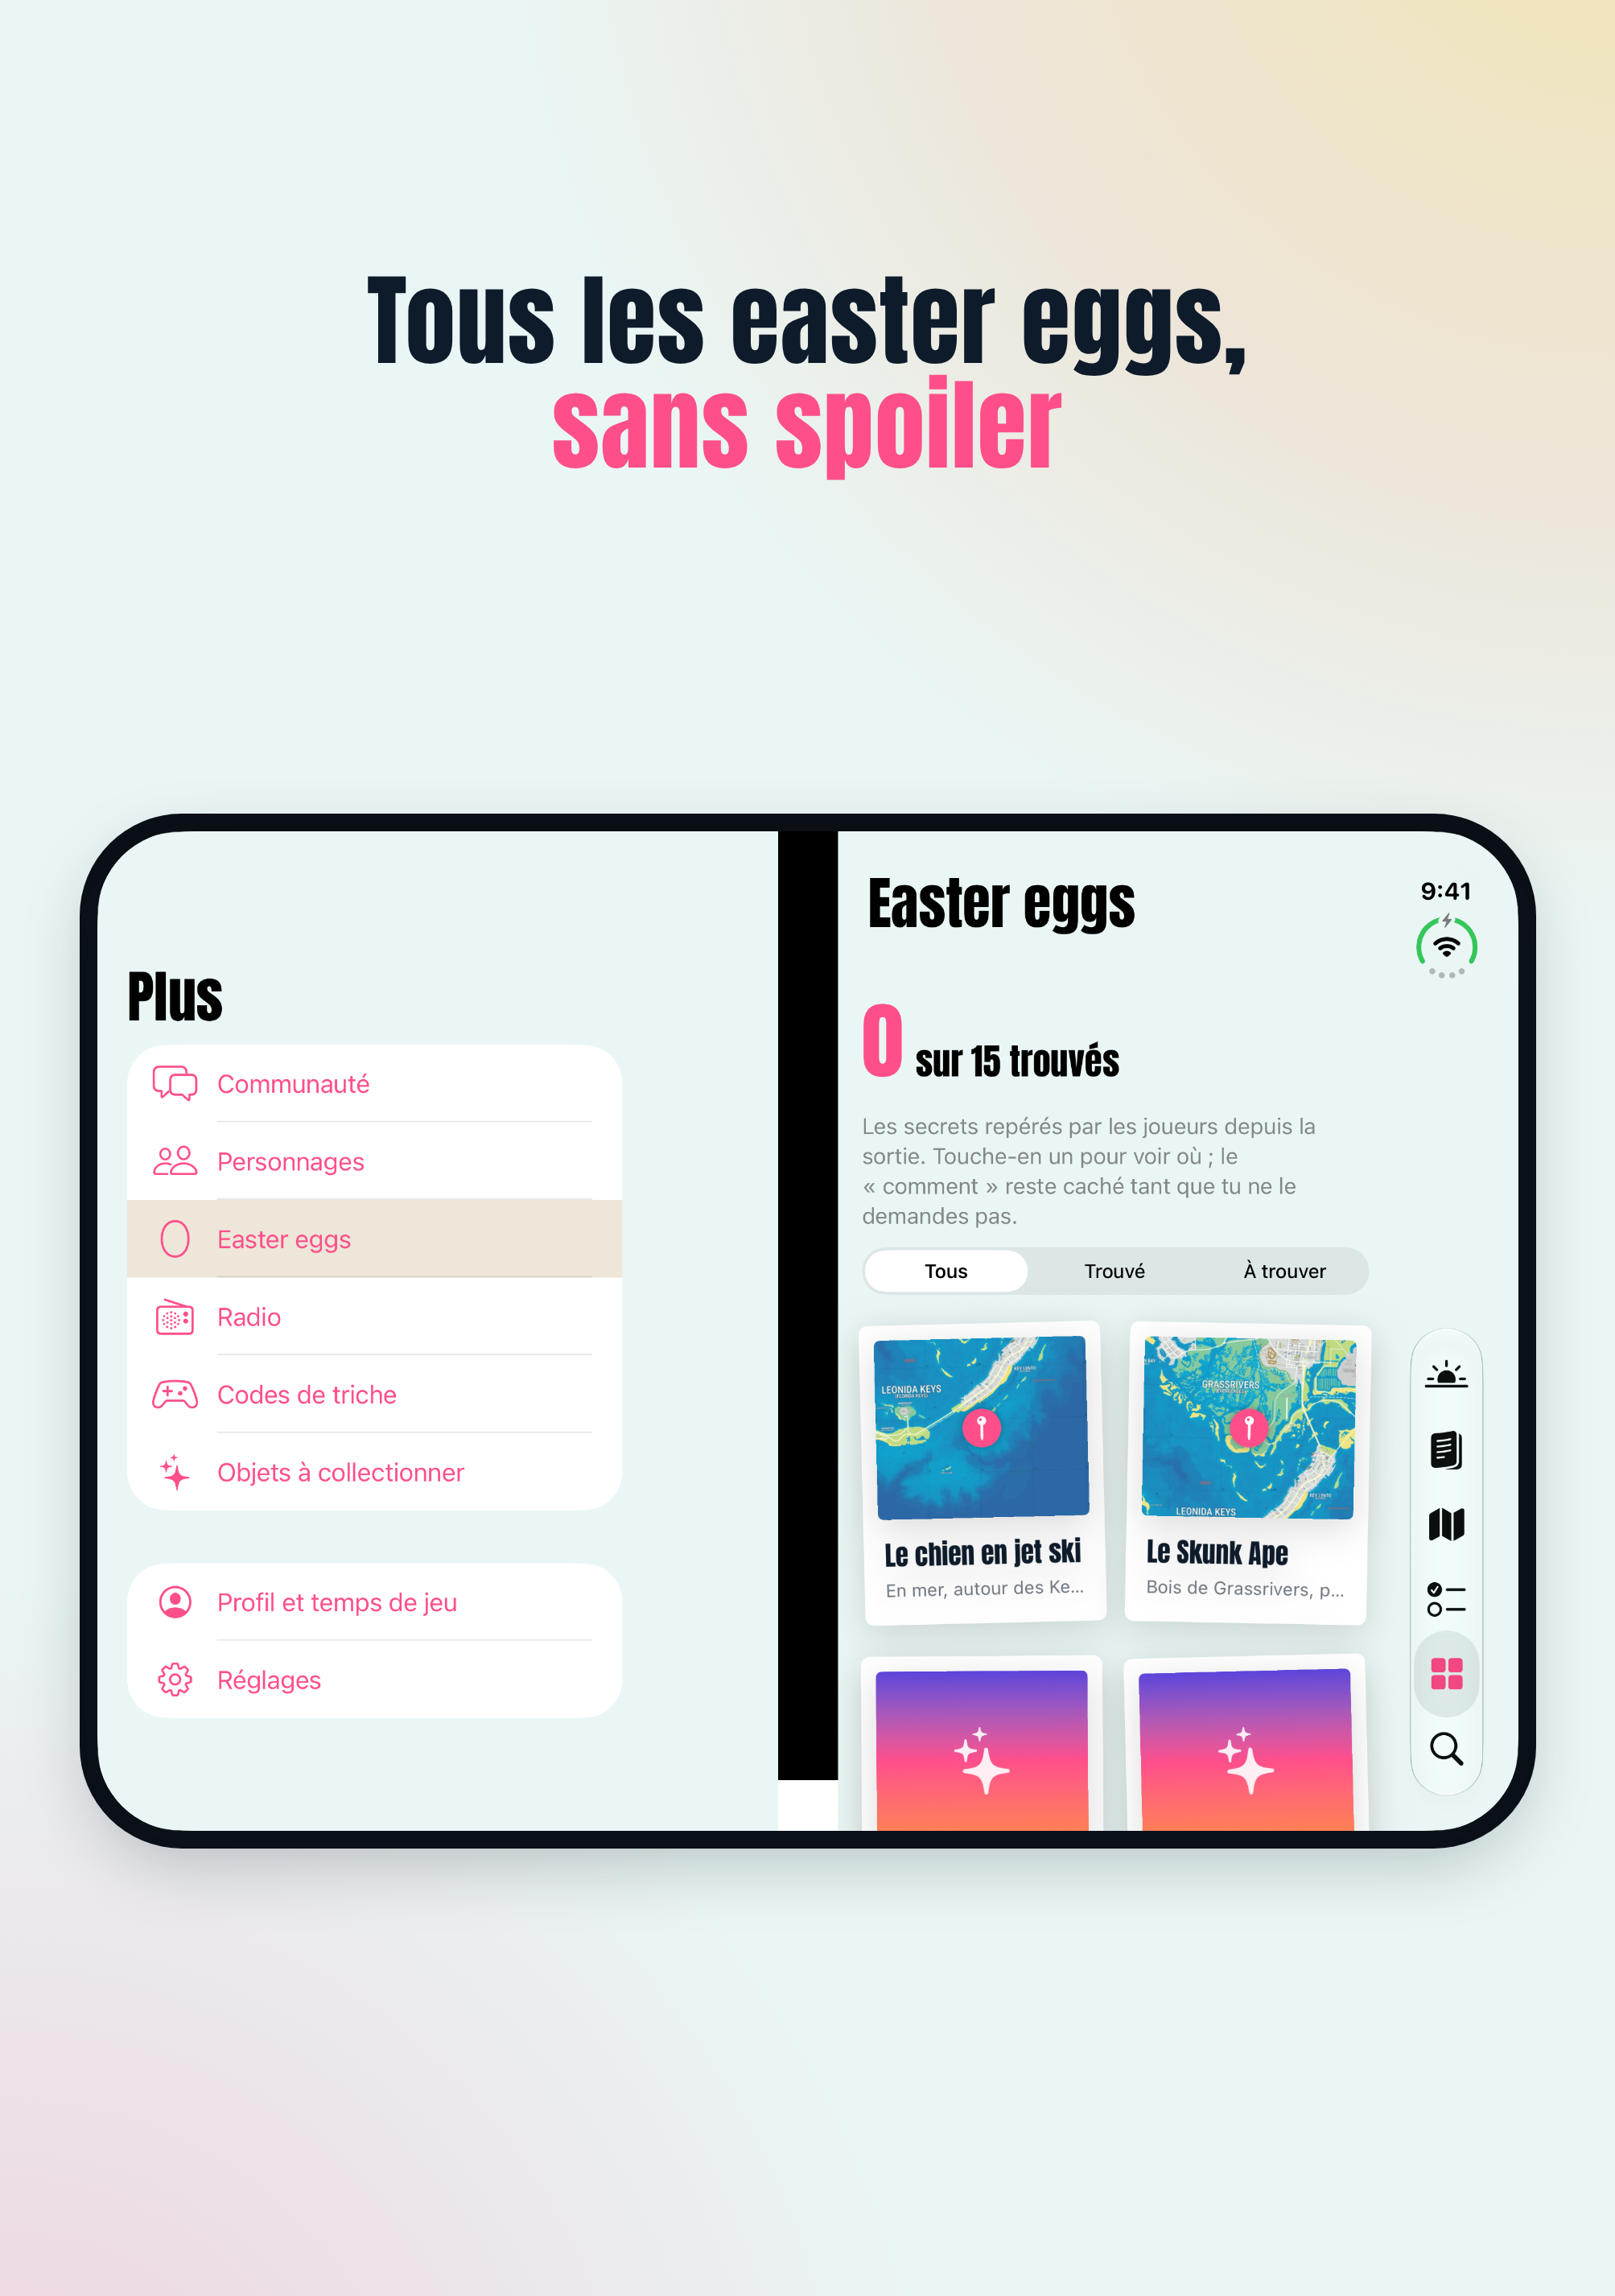 Tous les easter eggs,
sans spoiler
Plus
Communauté
Personnages
Easter eggs
Radio
Codes de triche
Objets à collectionner
Profil et temps de jeu
Réglages
Easter eggs
9:41
0 sur 15 trouvés
Les secrets repérés par les joueurs depuis la
sortie. Touche-en un pour voir où ; le
« comment » reste caché tant que tu ne le
demandes pas.
Tous
Trouvé
À trouver
LEONIDA KEYS
Le chien en jet ski
En mer, autour des Ke...
GRASSRIVERS
LEONIDA KEYS
Le Skunk Ape
Bois de Grassrivers, p...